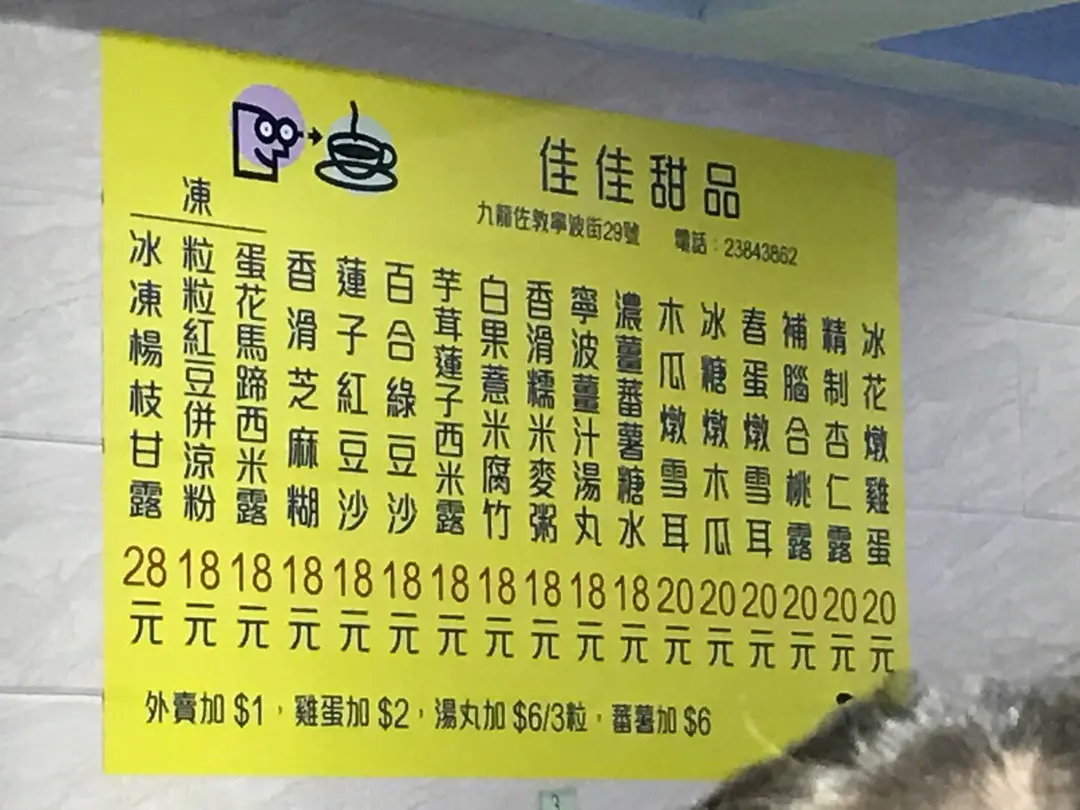 佳佳甜品
九龍佐敦寧波街29號 電話：23843862
冰花燉雞蛋 20元
精制杏仁露 20元
補腦合桃露 20元
春蛋燉雪耳 20元
冰糖燉木瓜 20元
木瓜燉雪耳 20元
濃薑蕃薯糖水 18元
寧波薑汁湯丸 18元
香滑糯米麥粥 18元
白果薏米腐竹 18元
芋茸蓮子西米露 18元
百合綠豆沙 18元
蓮子紅豆沙 18元
香滑芝麻糊 18元
凍
蛋花馬蹄西米露 18元
粒粒紅豆併涼粉 18元
冰凍楊枝甘露 28元
外賣加 $1，雞蛋加 $2，湯丸加 $6/3粒，蕃薯加 $6
3